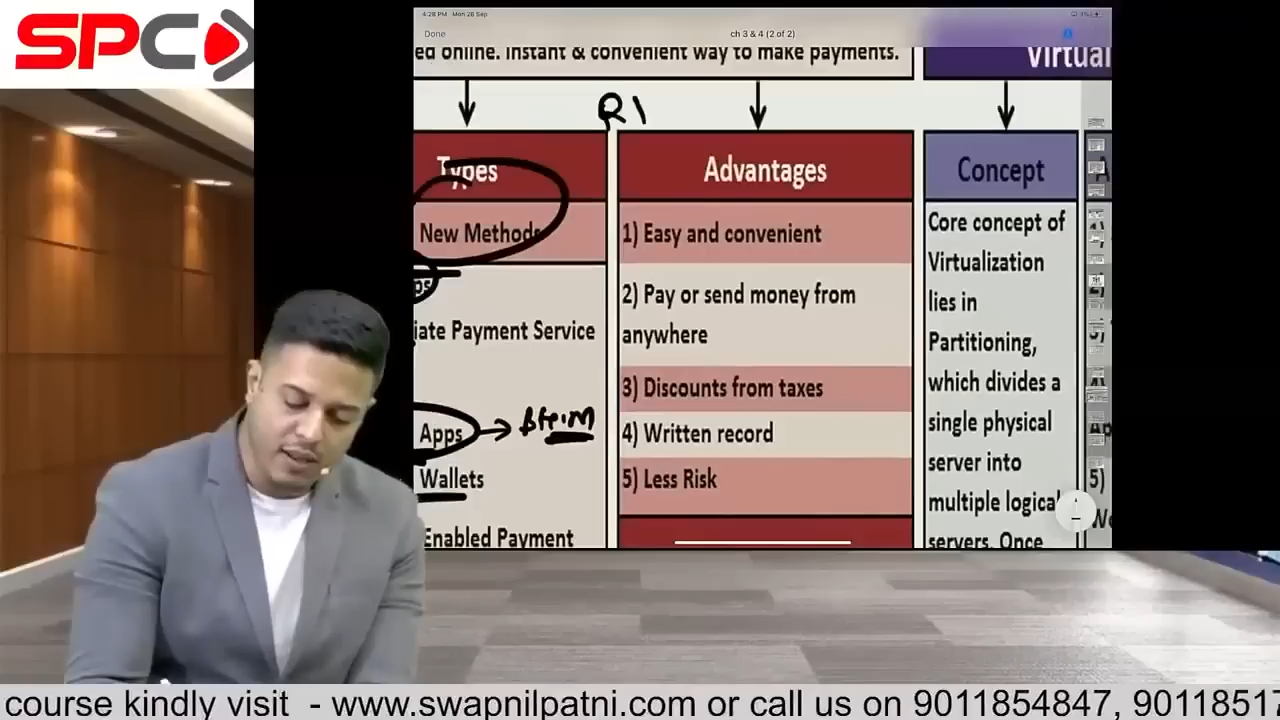 SPC
4:28 PM Mon 26 Sep
Done
ch 3 & 4 (2 of 2)
ed online. Instant & convenient way to make payments.
Virtual
Types
New Methods
ps
iate Payment Service
Apps
BHIM
Wallets
Enabled Payment
Advantages
1) Easy and convenient
2) Pay or send money from
anywhere
3) Discounts from taxes
4) Written record
5) Less Risk
Concept
Core concept of
Virtualization
lies in
Partitioning,
which divides a
single physical
server into
multiple logical
servers. Once
5)
course kindly visit - www.swapnilpatni.com or call us on 9011854847, 9011851